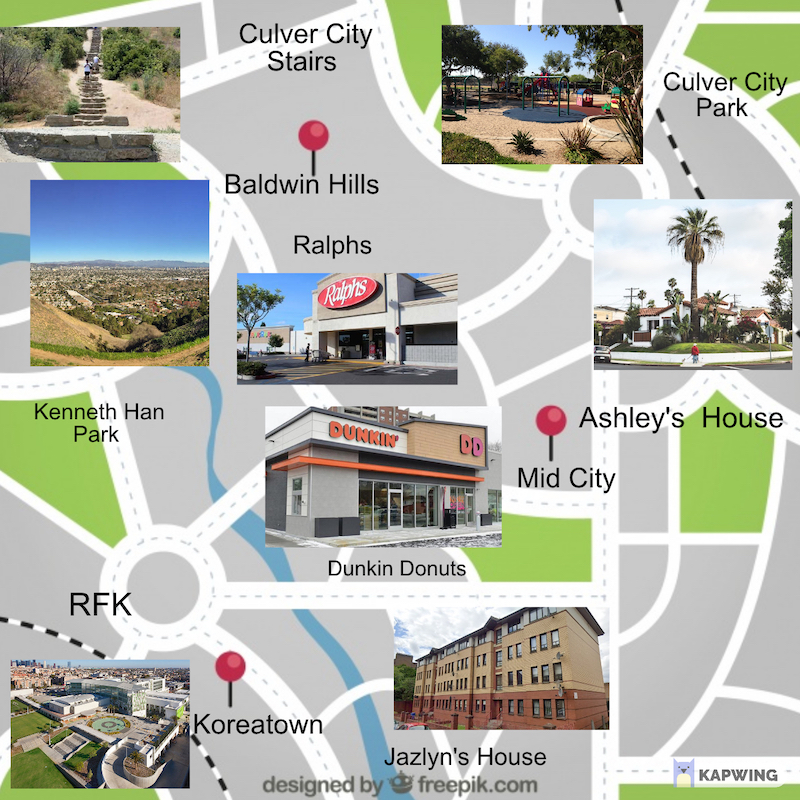 Culver City
Stairs
Culver City
Park
Baldwin Hills
Ralphs
Ralphs
Kenneth Han
Park
DUNKIN'
DD
Ashley's House
Mid City
Dunkin Donuts
RFK
Koreatown
Jazlyn's House
designed by freepik.com
KAPWING